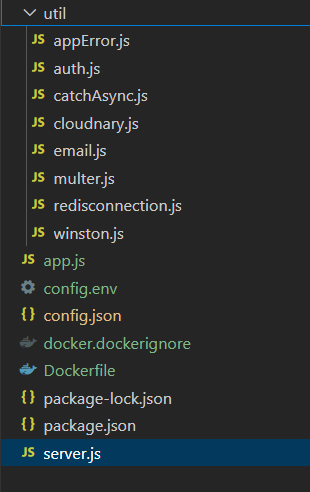 util
JS appError.js
JS auth.js
JS catchAsync.js
JS cloudnary.js
JS email.js
JS multer.js
JS redisconnection.js
JS winston.js
JS app.js
config.env
{} config.json
docker.dockerignore
Dockerfile
{} package-lock.json
{} package.json
JS server.js